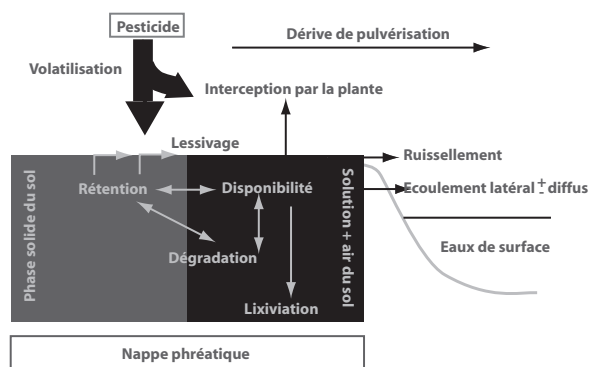 Pesticide
Dérive de pulvérisation
Volatilisation
Interception par la plante
Lessivage
Ruissellement
Phase solide du sol
Rétention
Disponibilité
Solution + air du sol
Ecoulement latéral ± diffus
Dégradation
Eaux de surface
Lixiviation
Nappe phréatique